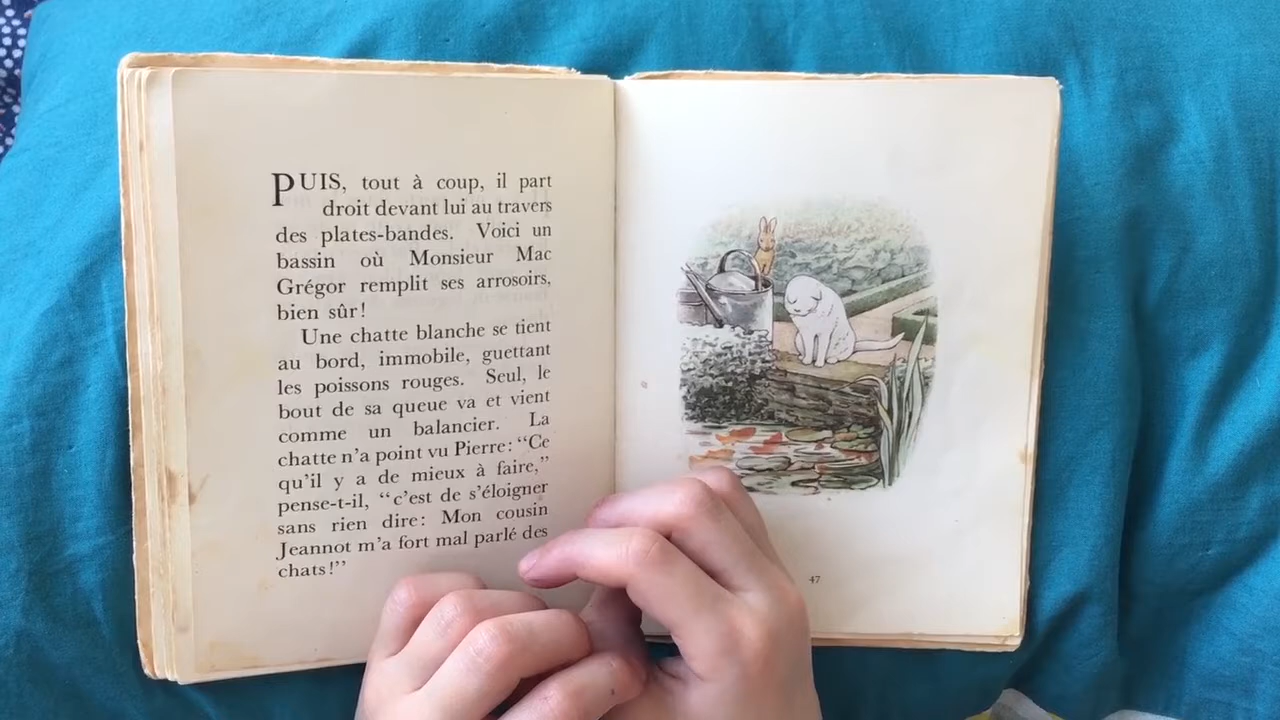 PUIS, tout à coup, il part
droit devant lui au travers
des plates-bandes. Voici un
bassin où Monsieur Mac
Grégor remplit ses arrosoirs,
bien sûr!
Une chatte blanche se tient
au bord, immobile, guettant
les poissons rouges. Seul, le
bout de sa queue va et vient
comme un balancier. La
chatte n'a point vu Pierre: “Ce
qu'il y a de mieux à faire,”
pense-t-il, “c'est de s'éloigner
sans rien dire: Mon cousin
Jeannot m'a fort mal parlé des
chats!”
47